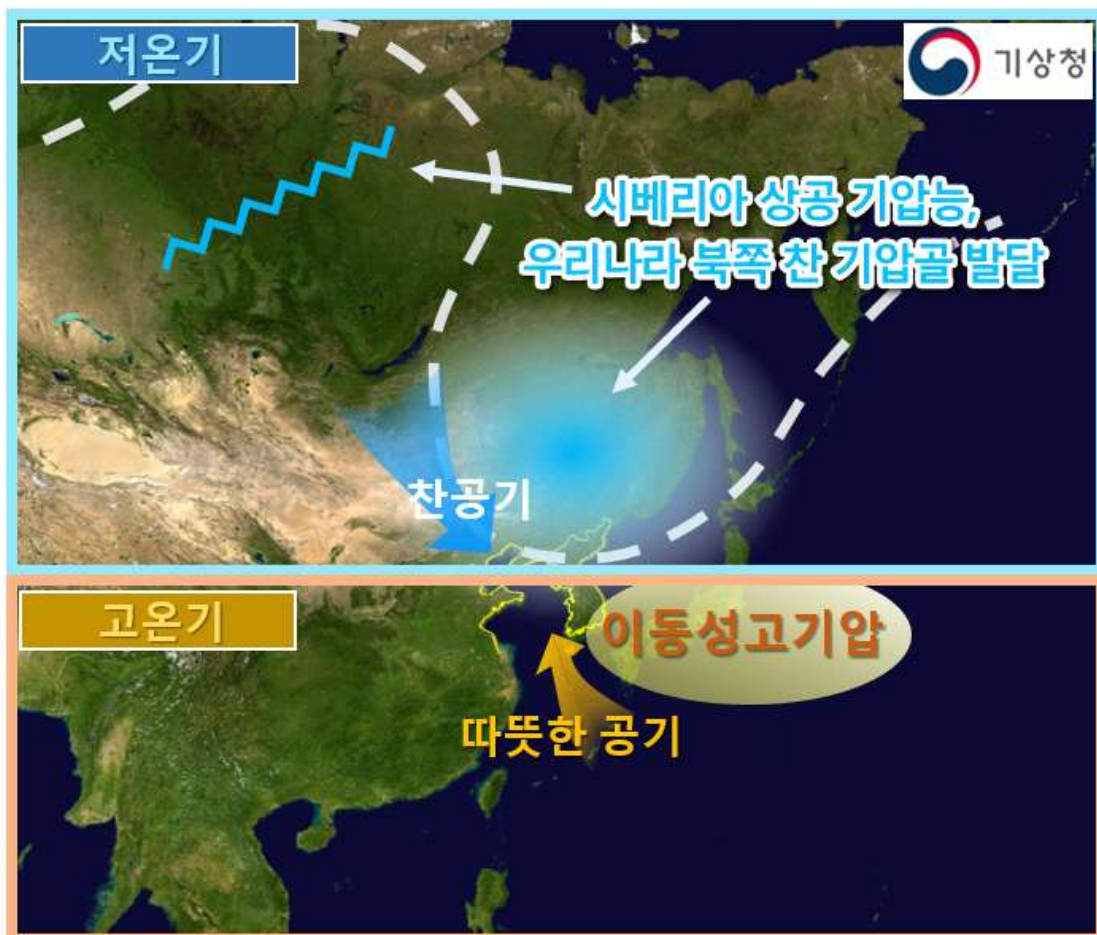 저온기
기상청
시베리아 상공 기압능,
우리나라 북쪽 찬 기압골 발달
찬공기
고온기
이동성고기압
따뜻한 공기